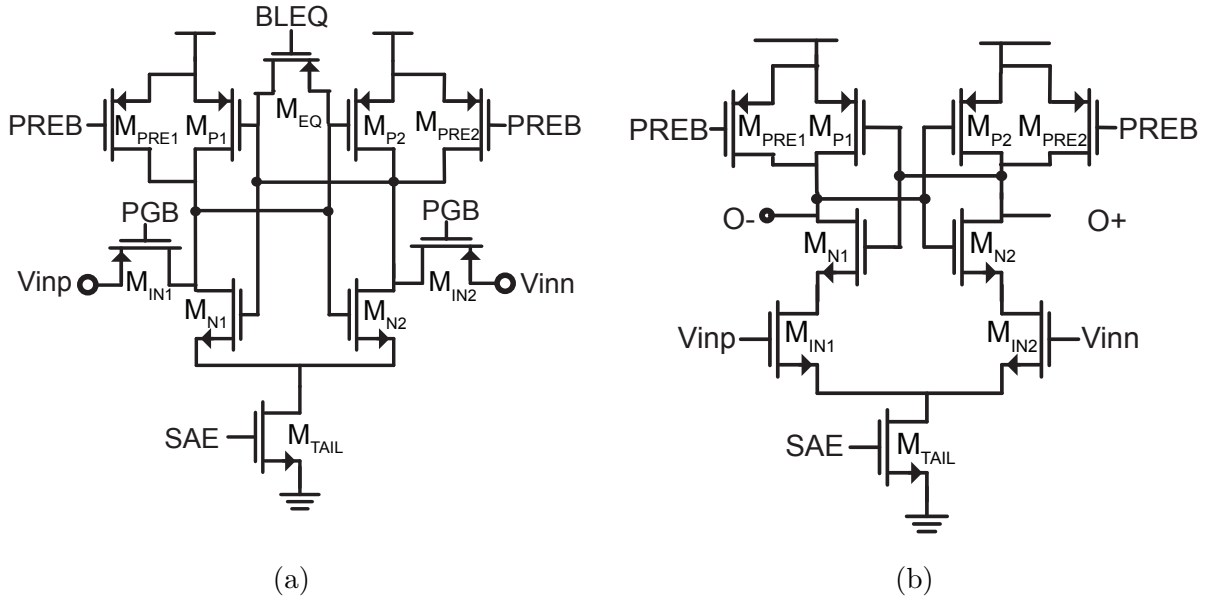 BLEQ
PREB M_PRE1 M_P1 M_EQ M_P2 M_PRE2 PREB
PGB PGB
Vinp M_IN1 M_N1 M_N2 M_IN2 Vinn
SAE M_TAIL
(a)
PREB M_PRE1 M_P1 M_P2 M_PRE2 PREB
O- M_N1 M_N2 O+
Vinp M_IN1 M_IN2 Vinn
SAE M_TAIL
(b)